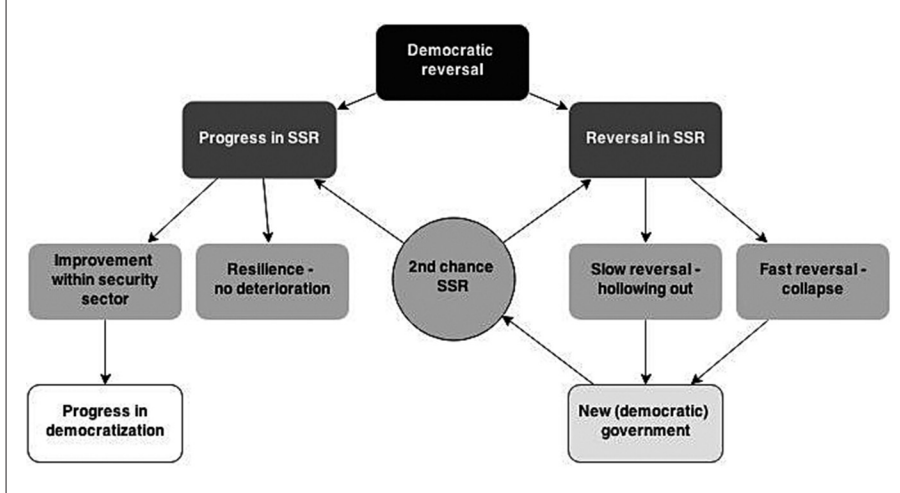 Democratic
reversal
Progress in SSR
Reversal in SSR
Improvement
within security
sector
Resilience -
no deterioration
2nd chance
SSR
Slow reversal -
hollowing out
Fast reversal -
collapse
Progress in
democratization
New (democratic)
government